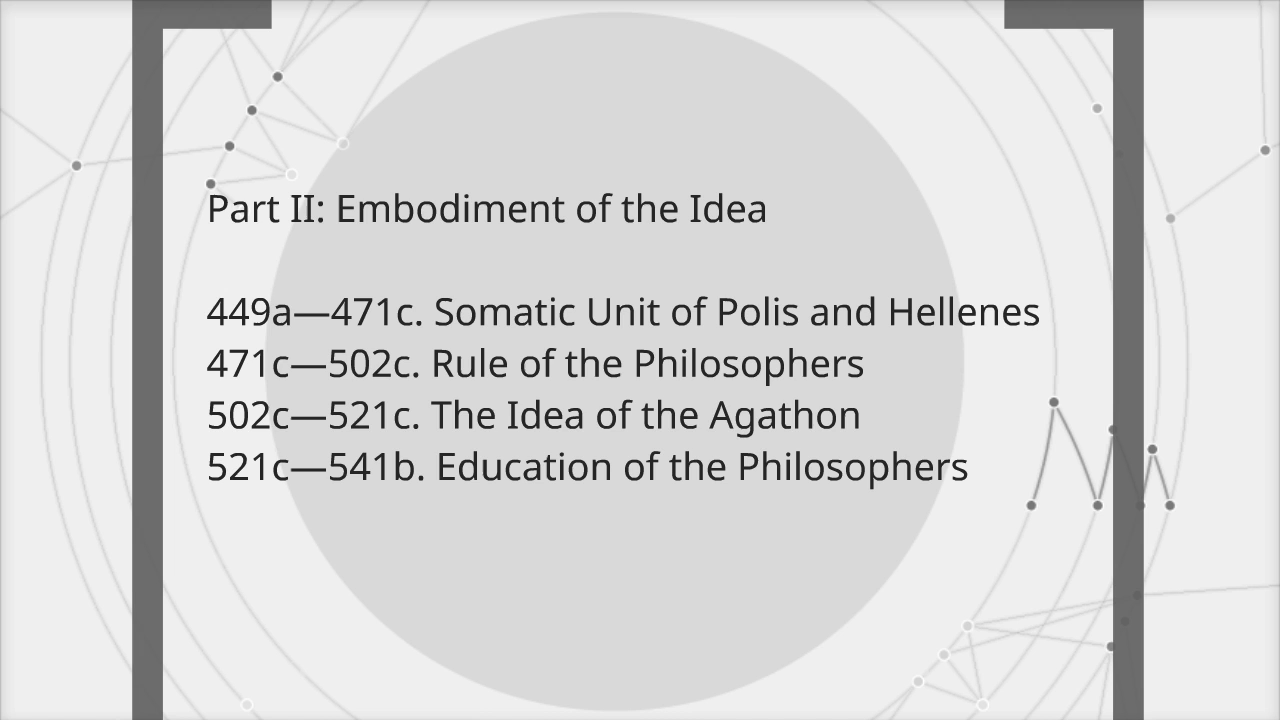 Part II: Embodiment of the Idea
449a—471c. Somatic Unit of Polis and Hellenes
471c—502c. Rule of the Philosophers
502c—521c. The Idea of the Agathon
521c—541b. Education of the Philosophers